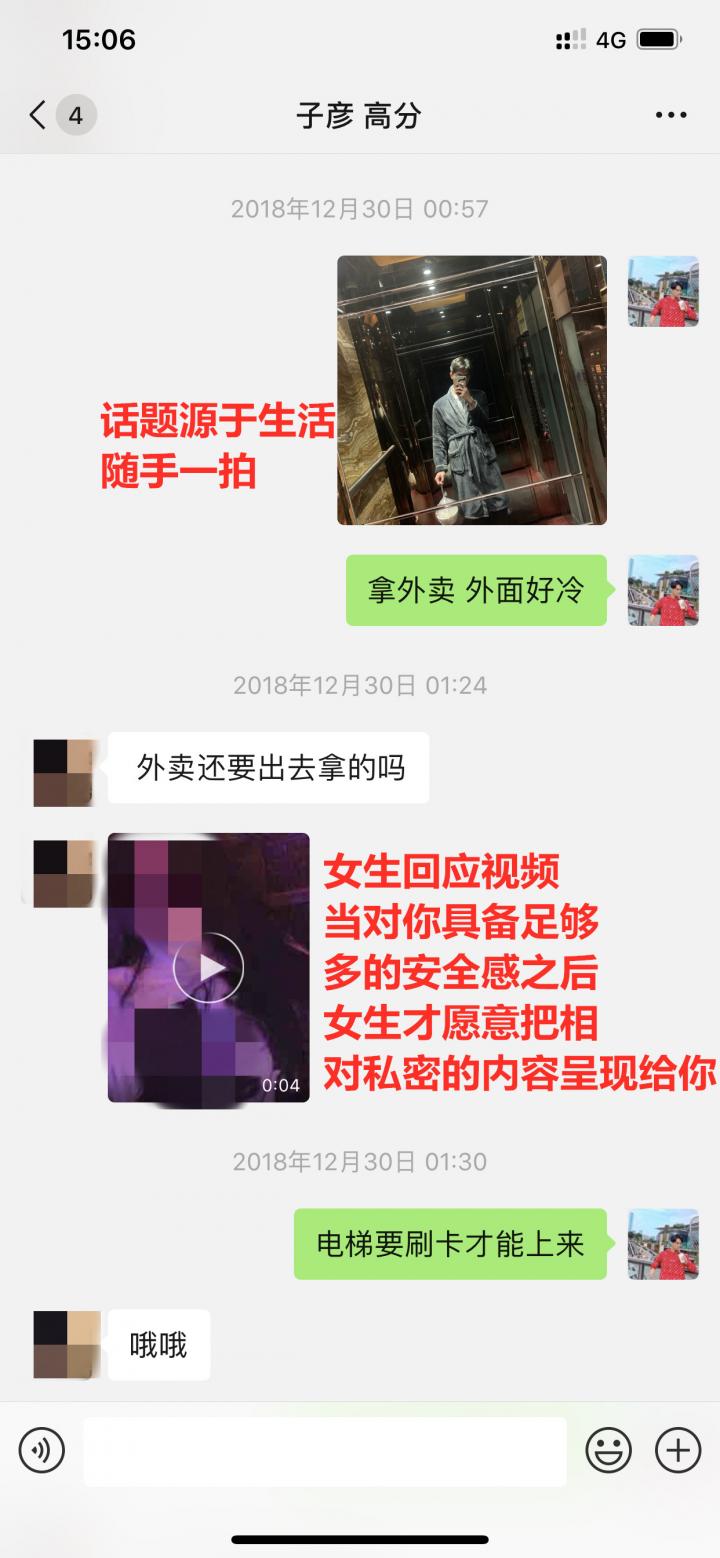 15:06
4G
4
子彦 高分
2018年12月30日 00:57
话题源于生活
随手一拍
拿外卖 外面好冷
2018年12月30日 01:24
外卖还要出去拿的吗
女生回应视频
当对你具备足够
多的安全感之后
女生才愿意把相
对私密的内容呈现给你
0:04
2018年12月30日 01:30
电梯要刷卡才能上来
哦哦